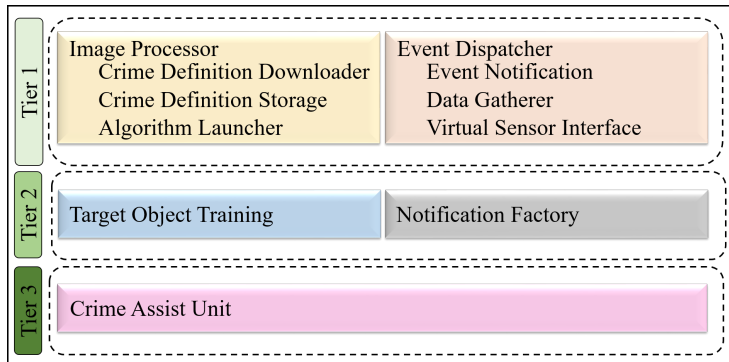 Tier 1
Image Processor
Crime Definition Downloader
Crime Definition Storage
Algorithm Launcher
Event Dispatcher
Event Notification
Data Gatherer
Virtual Sensor Interface
Tier 2
Target Object Training
Notification Factory
Tier 3
Crime Assist Unit